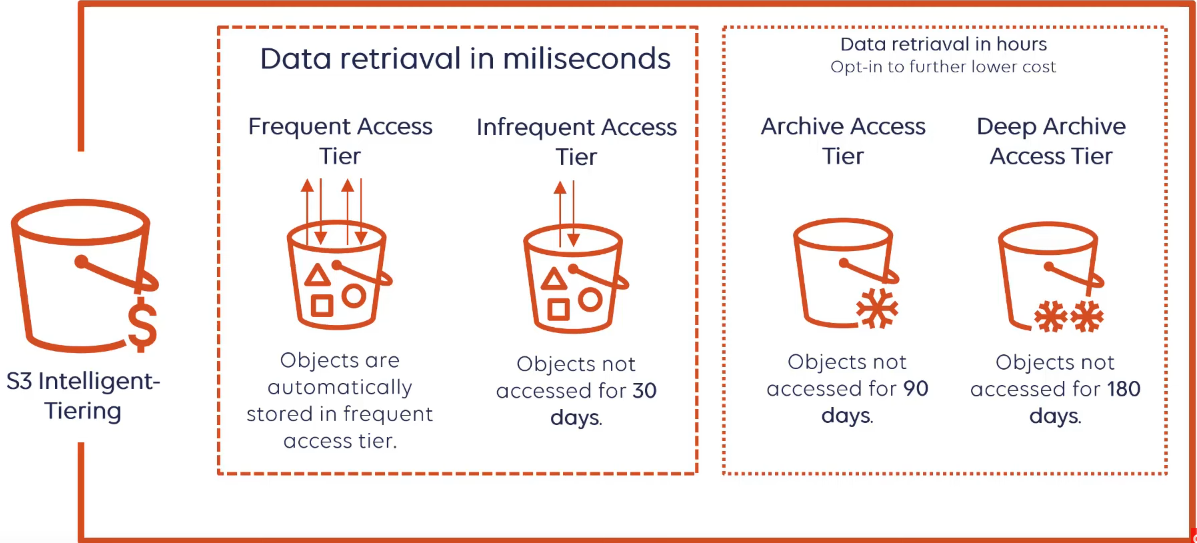 Data retriaval in miliseconds
Frequent Access
Tier
Infrequent Access
Tier
Objects are
automatically
stored in frequent
access tier.
Objects not
accessed for 30
days.
Data retriaval in hours
Opt-in to further lower cost
Archive Access
Tier
Deep Archive
Access Tier
Objects not
accessed for 90
days.
Objects not
accessed for 180
days.
$
S3 Intelligent-
Tiering